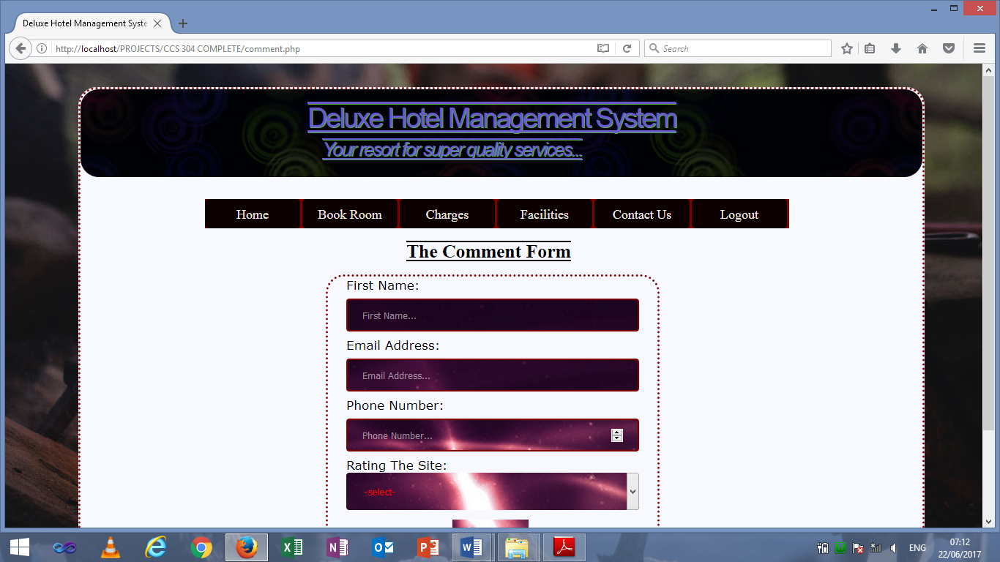 Deluxe Hotel Management Syste
http://localhost/PROJECTS/CCS 304 COMPLETE/comment.php
Search
Deluxe Hotel Management System
Your resort for super quality services...
Home Book Room Charges Facilities Contact Us Logout
The Comment Form
First Name:
First Name...
Email Address:
Email Address...
Phone Number:
Phone Number...
Rating The Site:
-select-
ENG
07:12
22/06/2017